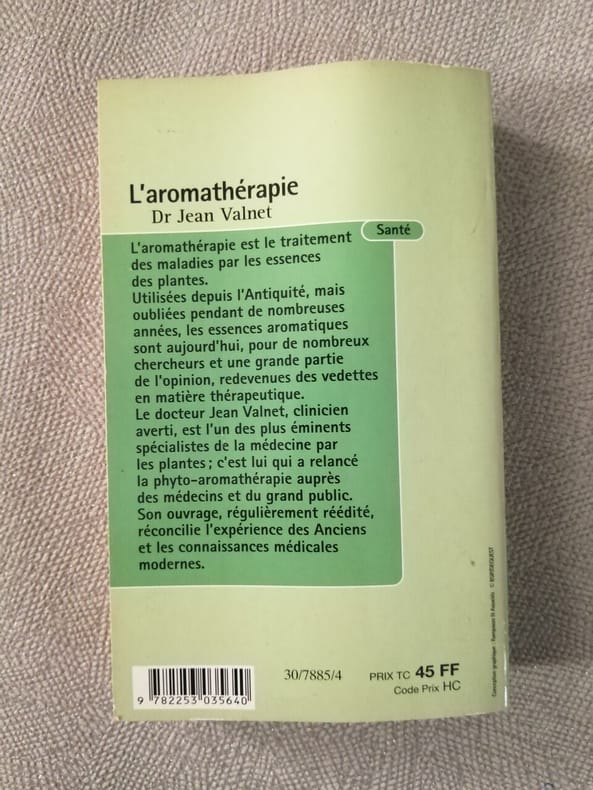 L'aromathérapie
Dr Jean Valnet
Santé
L'aromathérapie est le traitement
des maladies par les essences
des plantes.
Utilisées depuis l'Antiquité, mais
oubliées pendant de nombreuses
années, les essences aromatiques
sont aujourd'hui, pour de nombreux
chercheurs et une grande partie
de l'opinion, redevenues des vedettes
en matière thérapeutique.
Le docteur Jean Valnet, clinicien
averti, est l'un des plus éminents
spécialistes de la médecine par
les plantes ; c'est lui qui a relancé
la phyto-aromathérapie auprès
des médecins et du grand public.
Son ouvrage, régulièrement réédité,
réconcilie l'expérience des Anciens
et les connaissances médicales
modernes.
30/7885/4
PRIX TC 45 FF
Code Prix HC
9 782253 035640
Conception graphique